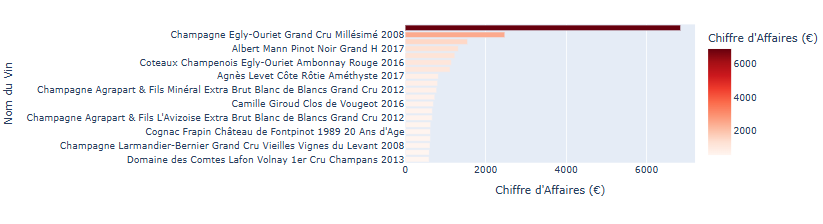 Nom du Vin
Champagne Egly-Ouriet Grand Cru Millésimé 2008
Albert Mann Pinot Noir Grand H 2017
Coteaux Champenois Egly-Ouriet Ambonnay Rouge 2016
Agnès Levet Côte Rôtie Améthyste 2017
Champagne Agrapart & Fils Minéral Extra Brut Blanc de Blancs Grand Cru 2012
Camille Giroud Clos de Vougeot 2016
Champagne Agrapart & Fils L'Avizoise Extra Brut Blanc de Blancs Grand Cru 2012
Cognac Frapin Château de Fontpinot 1989 20 Ans d'Age
Champagne Larmandier-Bernier Grand Cru Vieilles Vignes du Levant 2008
Domaine des Comtes Lafon Volnay 1er Cru Champans 2013
0 2000 4000 6000
Chiffre d'Affaires (€)
Chiffre d'Affaires (€)
6000
4000
2000